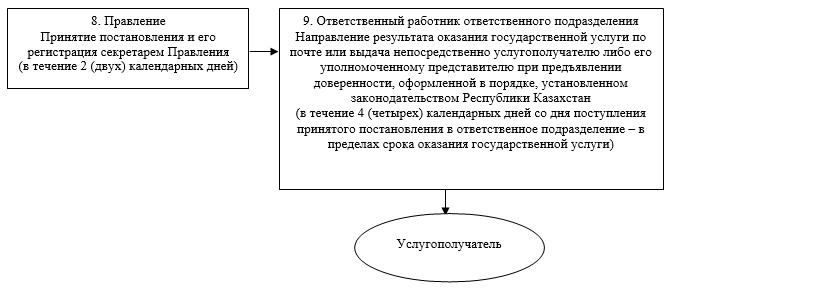 8. Правление
Принятие постановления и его
регистрация секретарем Правления
(в течение 2 (двух) календарных дней)
9. Ответственный работник ответственного подразделения
Направление результата оказания государственной услуги по
почте или выдача непосредственно услугополучателю либо его
уполномоченному представителю при предъявлении
доверенности, оформленной в порядке, установленном
законодательством Республики Казахстан
(в течение 4 (четырех) календарных дней со дня поступления
принятого постановления в ответственное подразделение – в
пределах срока оказания государственной услуги)
Услугополучатель